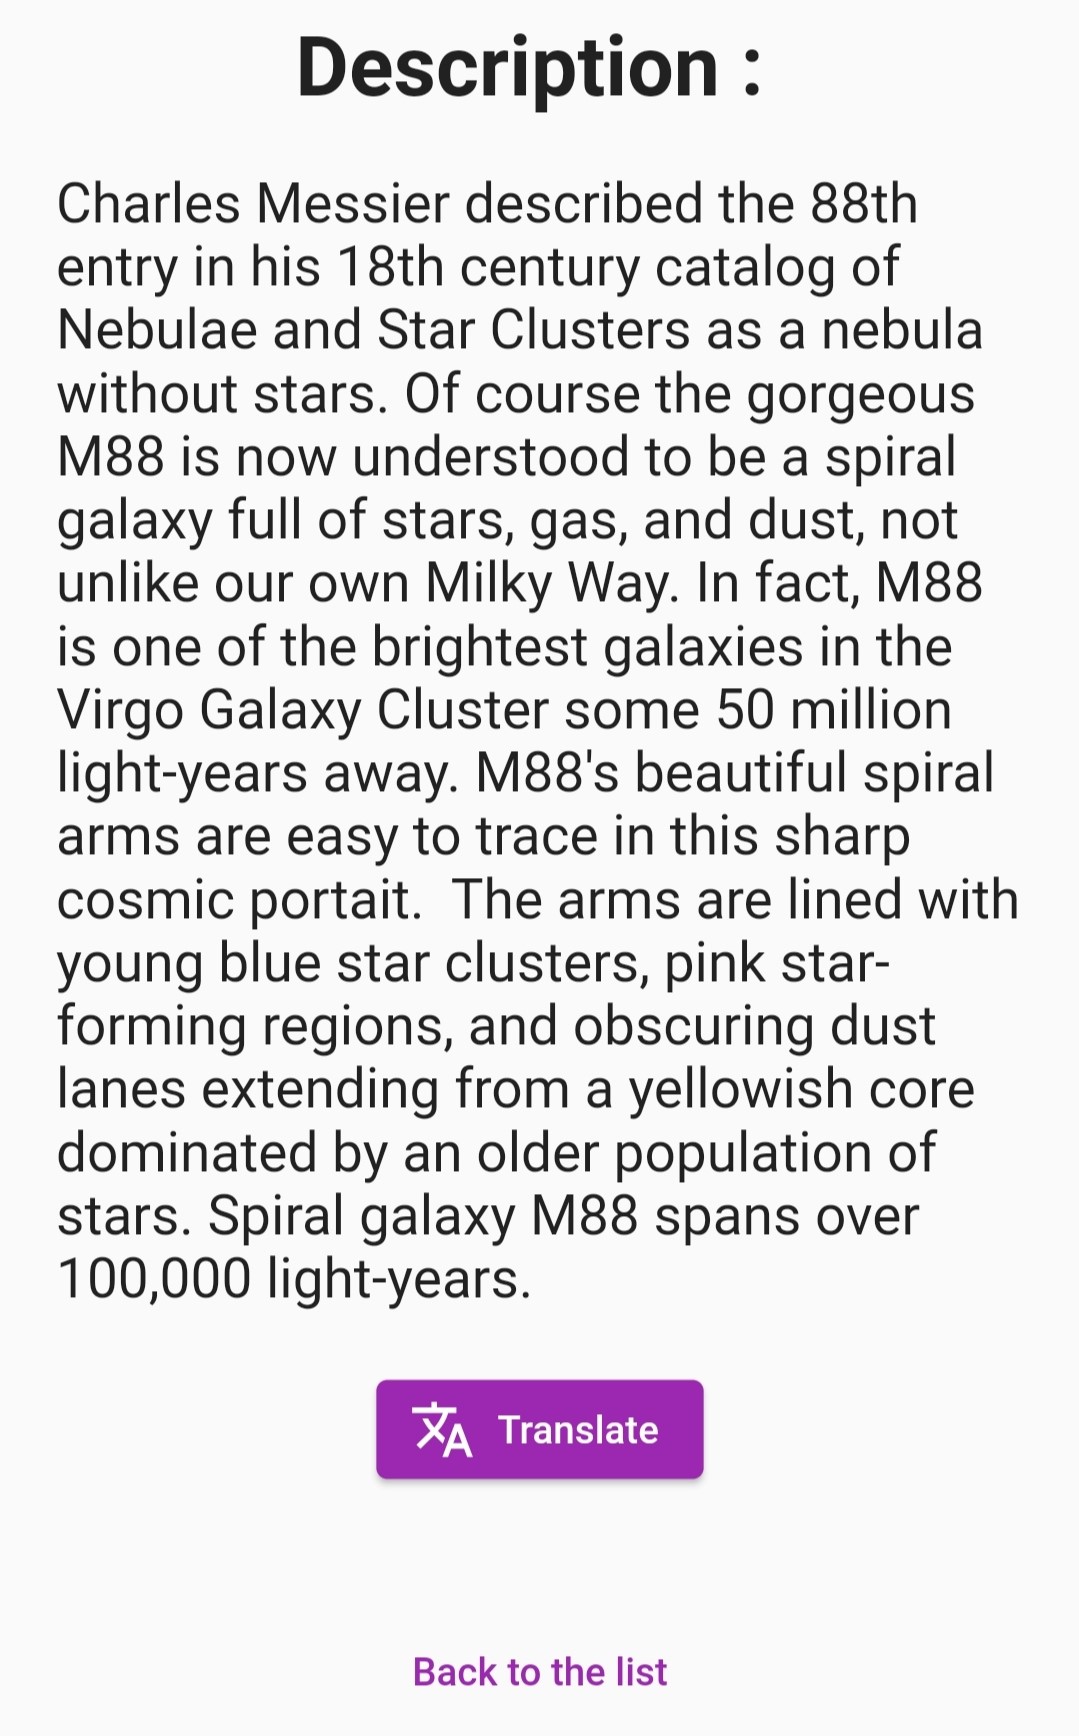 Description :
Charles Messier described the 88th
entry in his 18th century catalog of
Nebulae and Star Clusters as a nebula
without stars. Of course the gorgeous
M88 is now understood to be a spiral
galaxy full of stars, gas, and dust, not
unlike our own Milky Way. In fact, M88
is one of the brightest galaxies in the
Virgo Galaxy Cluster some 50 million
light-years away. M88's beautiful spiral
arms are easy to trace in this sharp
cosmic portait.  The arms are lined with
young blue star clusters, pink star-
forming regions, and obscuring dust
lanes extending from a yellowish core
dominated by an older population of
stars. Spiral galaxy M88 spans over
100,000 light-years.
Translate
Back to the list